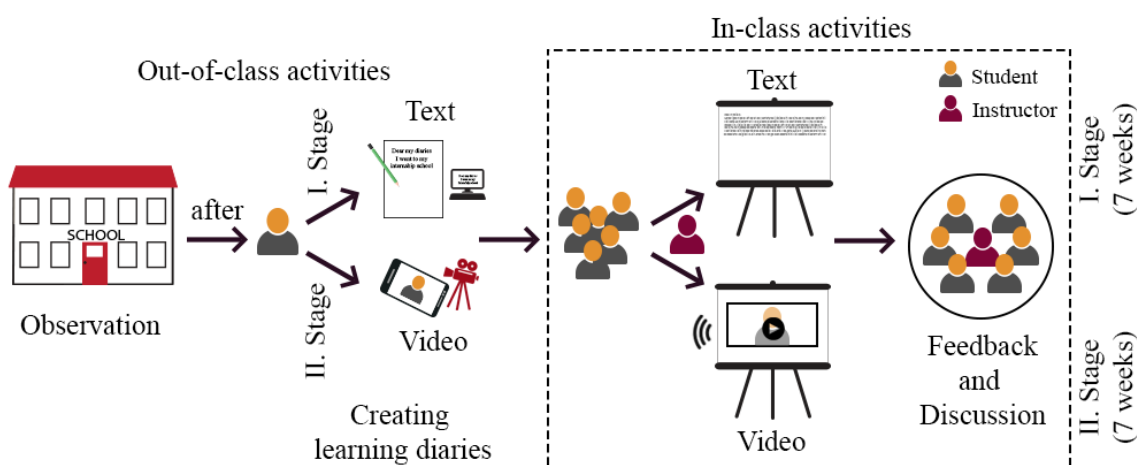 In-class activities
Out-of-class activities
Text
Text
Student
Instructor
I. Stage
Dear my diaries
I want to my
internship school
I. Stage
(7 weeks)
after
SCHOOL
Observation
II. Stage
Video
Creating
learning diaries
Video
Feedback
and
Discussion
II. Stage
(7 weeks)